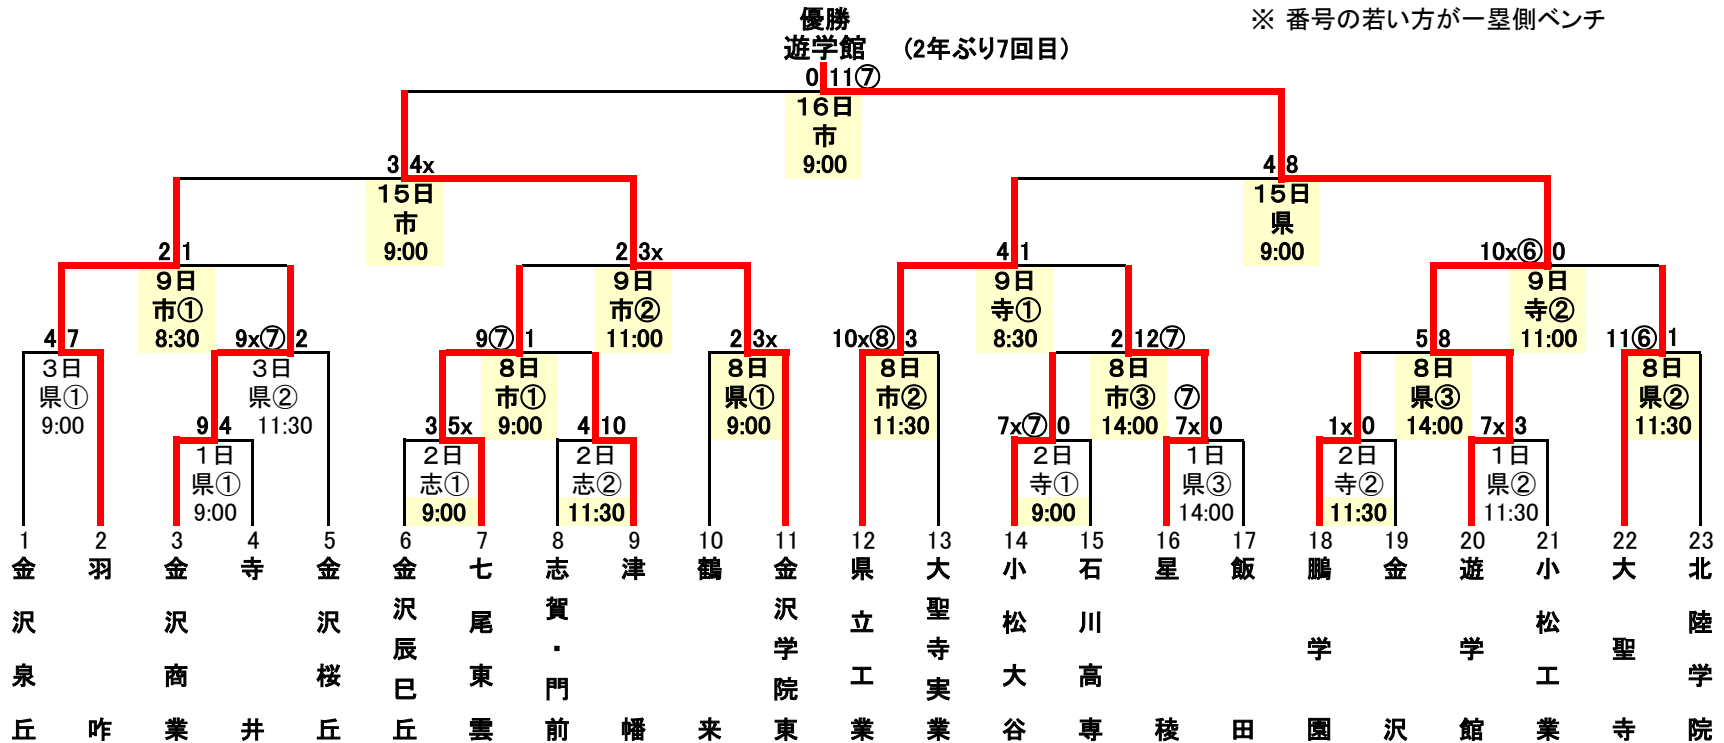 優勝
※ 番号の若い方が一塁側ベンチ
遊学館 (2年ぶり7回目)
0 11⑦
16日
市
9:00
3 4x
15日
市
9:00
4 8
15日
県
9:00
2 1
9日
市①
8:30
2 3x
9日
市②
11:00
4 1
9日
寺①
8:30
10x⑥ 0
9日
寺②
11:00
4 7
3日
県①
9:00
9x⑦ 2
3日
県②
11:30
9⑦ 1
8日
市①
9:00
2 3x
8日
県①
9:00
10x⑧ 3
8日
市②
11:30
2 12⑦
8日
市③
14:00
5 8
8日
県③
14:00
11⑥ 1
8日
県②
11:30
9 4
1日
県①
9:00
3 5x
2日
志①
9:00
4 10
2日
志②
11:30
7x⑦ 0
2日
寺①
9:00
⑦
7x 0
1日
県③
14:00
1x 0
2日
寺②
11:30
7x 3
1日
県②
11:30
1 金沢泉丘
2 羽咋
3 金沢商業
4 寺井
5 金沢桜丘
6 金沢辰巳丘
7 七尾東雲
8 志賀・門前
9 津幡
10 鶴来
11 金沢学院東
12 県立工業
13 大聖寺実業
14 小松大谷
15 石川高専
16 星稜
17 飯田
18 鵬学園
19 金沢
20 遊学館
21 小松工業
22 大聖寺
23 北陸学院